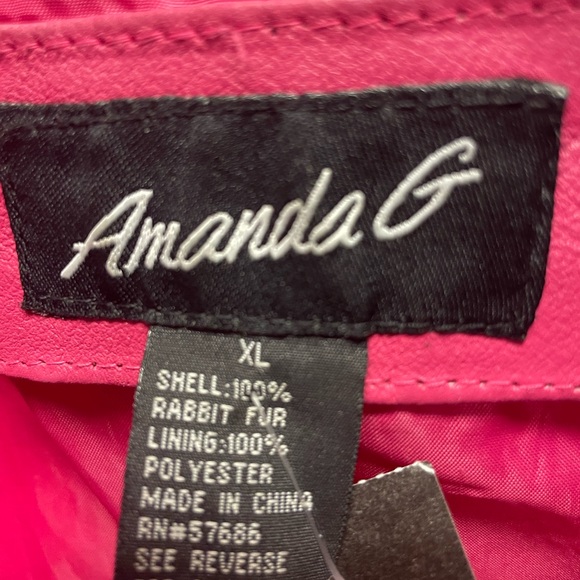 Amanda G
XL
SHELL:100%
RABBIT FUR
LINING:100%
POLYESTER
MADE IN CHINA
RN#57686
SEE REVERSE